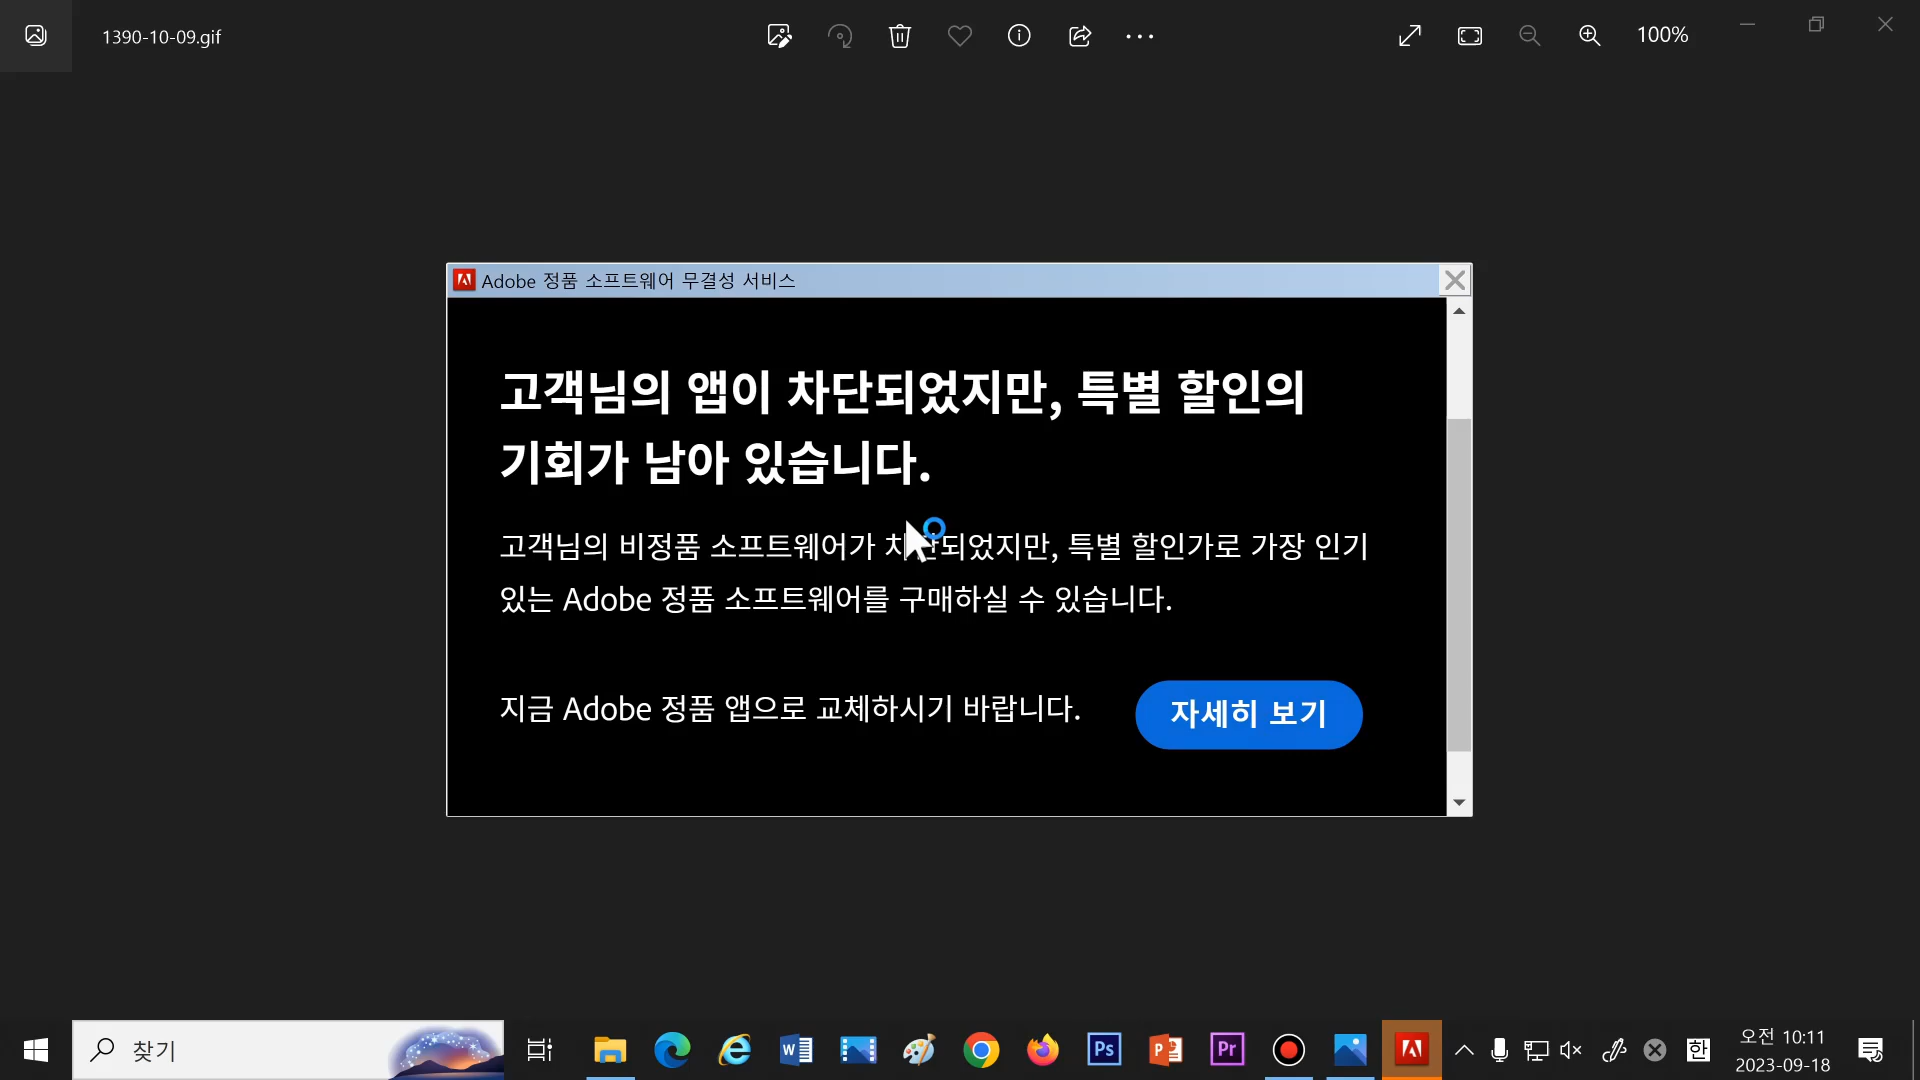 1390-10-09.gif
100%
Adobe 정품 소프트웨어 무결성 서비스
고객님의 앱이 차단되었지만, 특별 할인의
기회가 남아 있습니다.
고객님의 비정품 소프트웨어가 차단되었지만, 특별 할인가로 가장 인기
있는 Adobe 정품 소프트웨어를 구매하실 수 있습니다.
지금 Adobe 정품 앱으로 교체하시기 바랍니다.
자세히 보기
찾기
W
Ps
P
Pr
한
오전 10:11
2023-09-18